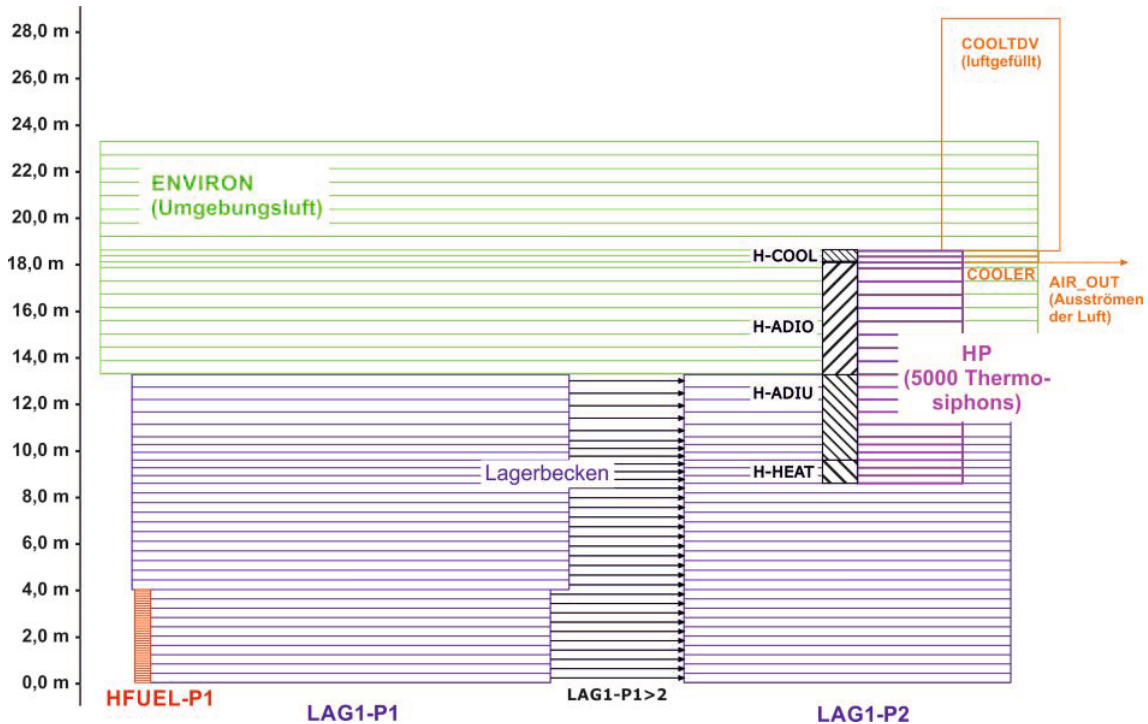 28,0 m
26,0 m
24,0 m
22,0 m
20,0 m
18,0 m
16,0 m
14,0 m
12,0 m
10,0 m
8,0 m
6,0 m
4,0 m
2,0 m
0,0 m
COOLTDV
(luftgefüllt)
ENVIRON
(Umgebungsluft)
H-COOL
COOLER
AIR_OUT
(Ausströmen
der Luft)
H-ADIO
HP
(5000 Thermo-
siphons)
H-ADIU
H-HEAT
Lagerbecken
HFUEL-P1
LAG1-P1
LAG1-P1>2
LAG1-P2